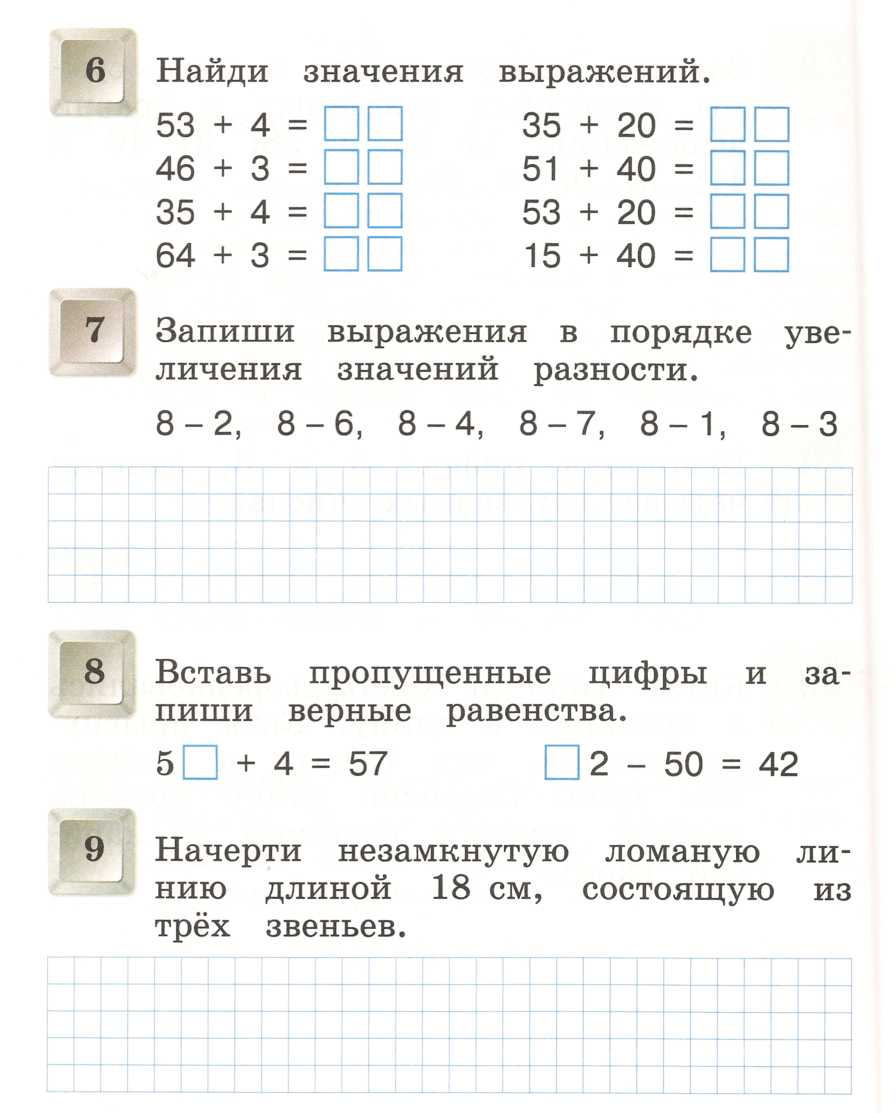 6 Найди значения выражений.
53 + 4 = 35 + 20 =
46 + 3 = 51 + 40 =
35 + 4 = 53 + 20 =
64 + 3 = 15 + 40 =
7 Запиши выражения в порядке уве-
личения значений разности.
8 – 2, 8 – 6, 8 – 4, 8 – 7, 8 – 1, 8 – 3
8 Вставь пропущенные цифры и за-
пиши верные равенства.
5□ + 4 = 57 □2 – 50 = 42
9 Начерти незамкнутую ломаную ли-
нию длиной 18 см, состоящую из
трёх звеньев.